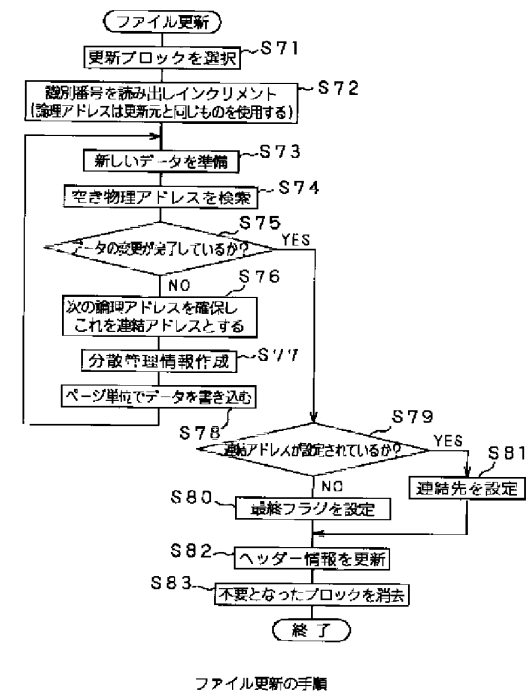 ファイル更新
更新ブロックを選択
S71
識別番号を読み出しインクリメント
(論理アドレスは更新元と同じものを使用する)
S72
新しいデータを準備
S73
空き物理アドレスを検索
S74
データの変更が完了しているか?
S75
YES
NO
次の論理アドレスを確保し
これを連結アドレスとする
S76
分散管理情報作成
S77
ページ単位でデータを書き込む
S78
連結アドレスが設定されているか?
S79
YES
NO
連結先を設定
S81
最終フラグを設定
S80
ヘッダー情報を更新
S82
不要となったブロックを消去
S83
終了
ファイル更新の手順